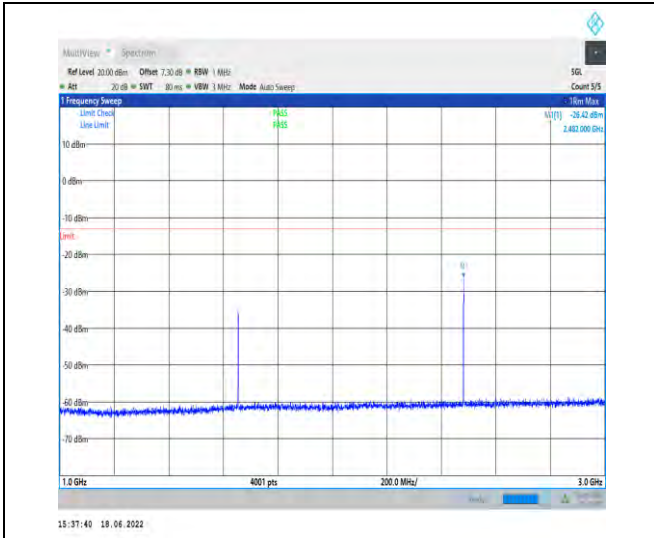 MultiView Spectrum
Ref Level 20.00 dBm Offset 7.30 dB RBW 1 MHz SGL
Att 20 dB SWT 80 ms VBW 3 MHz Mode Auto Sweep Count 5/5
1 Frequency Sweep 1Rm Max
Limit Check PASS M1[1] -26.42 dBm
Line Limit PASS 2.482 000 GHz
10 dBm
0 dBm
-10 dBm
Limit
-20 dBm
M1
-30 dBm
-40 dBm
-50 dBm
-60 dBm
-70 dBm
1.0 GHz 4001 pts 200.0 MHz/ 3.0 GHz
15:37:40 18.06.2022